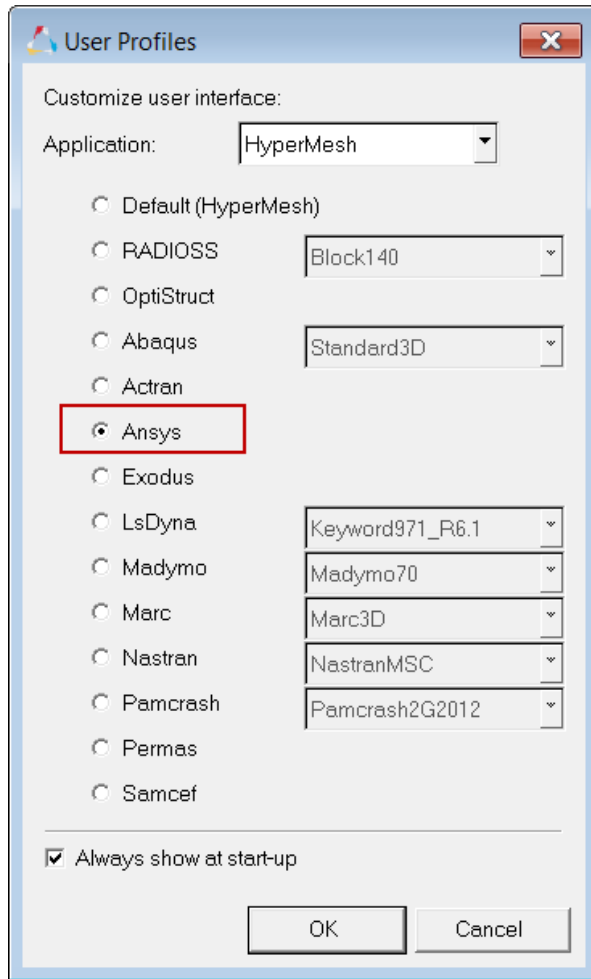 User Profiles
Customize user interface:
Application: HyperMesh
Default (HyperMesh)
RADIOSS Block140
OptiStruct
Abaqus Standard3D
Actran
Ansys
Exodus
LsDyna Keyword971_R6.1
Madymo Madymo70
Marc Marc3D
Nastran NastranMSC
Pamcrash Pamcrash2G2012
Permas
Samcef
Always show at start-up
OK Cancel